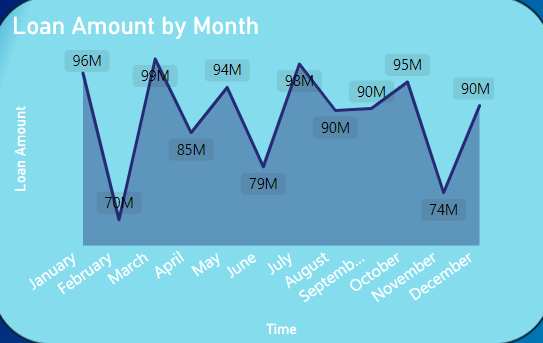 Loan Amount by Month
Loan Amount
96M
70M
99M
85M
94M
79M
98M
90M
90M
95M
74M
90M
January
February
March
April
May
June
July
August
Septemb...
October
November
December
Time